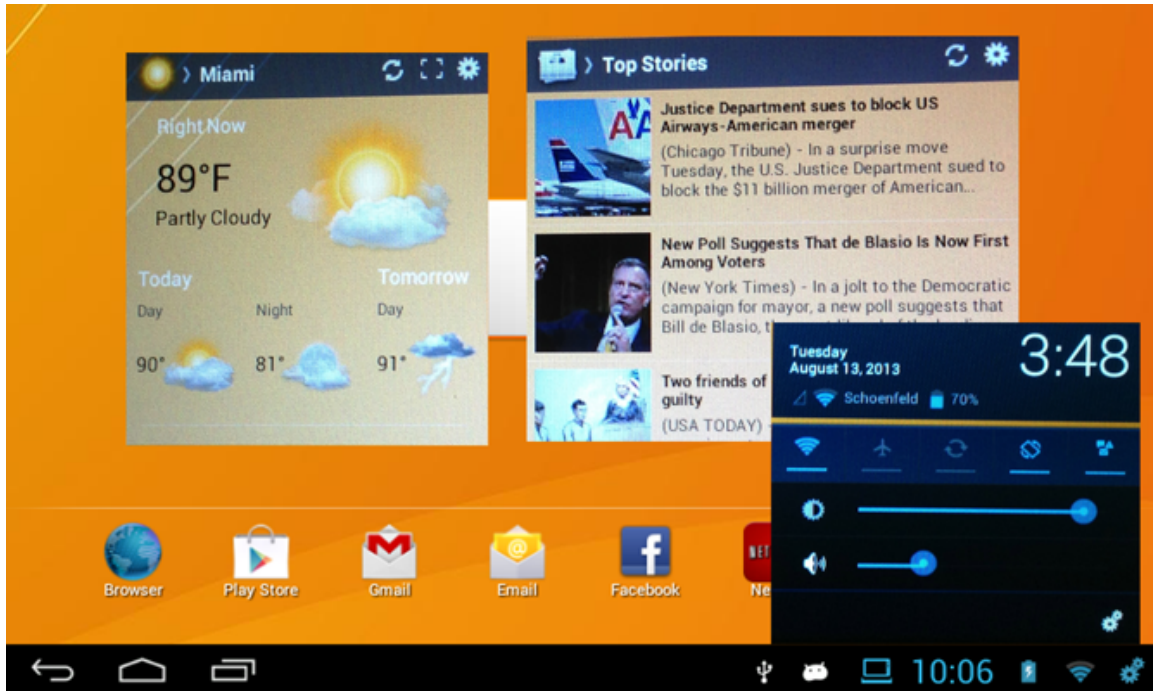 Miami
Right Now
89°F
Partly Cloudy
Today
Tomorrow
Day
Night
Day
90°
81°
91°
Top Stories
Justice Department sues to block US
Airways-American merger
(Chicago Tribune) - In a surprise move
Tuesday, the U.S. Justice Department sued to
block the $11 billion merger of American...
New Poll Suggests That de Blasio Is Now First
Among Voters
(New York Times) - In a jolt to the Democratic
campaign for mayor, a new poll suggests that
Bill de Blasio,
Two friends of
guilty
(USA TODAY) -
Tuesday
August 13, 2013
3:48
Schoenfeld 70%
Browser
Play Store
Gmail
Email
Facebook
10:06